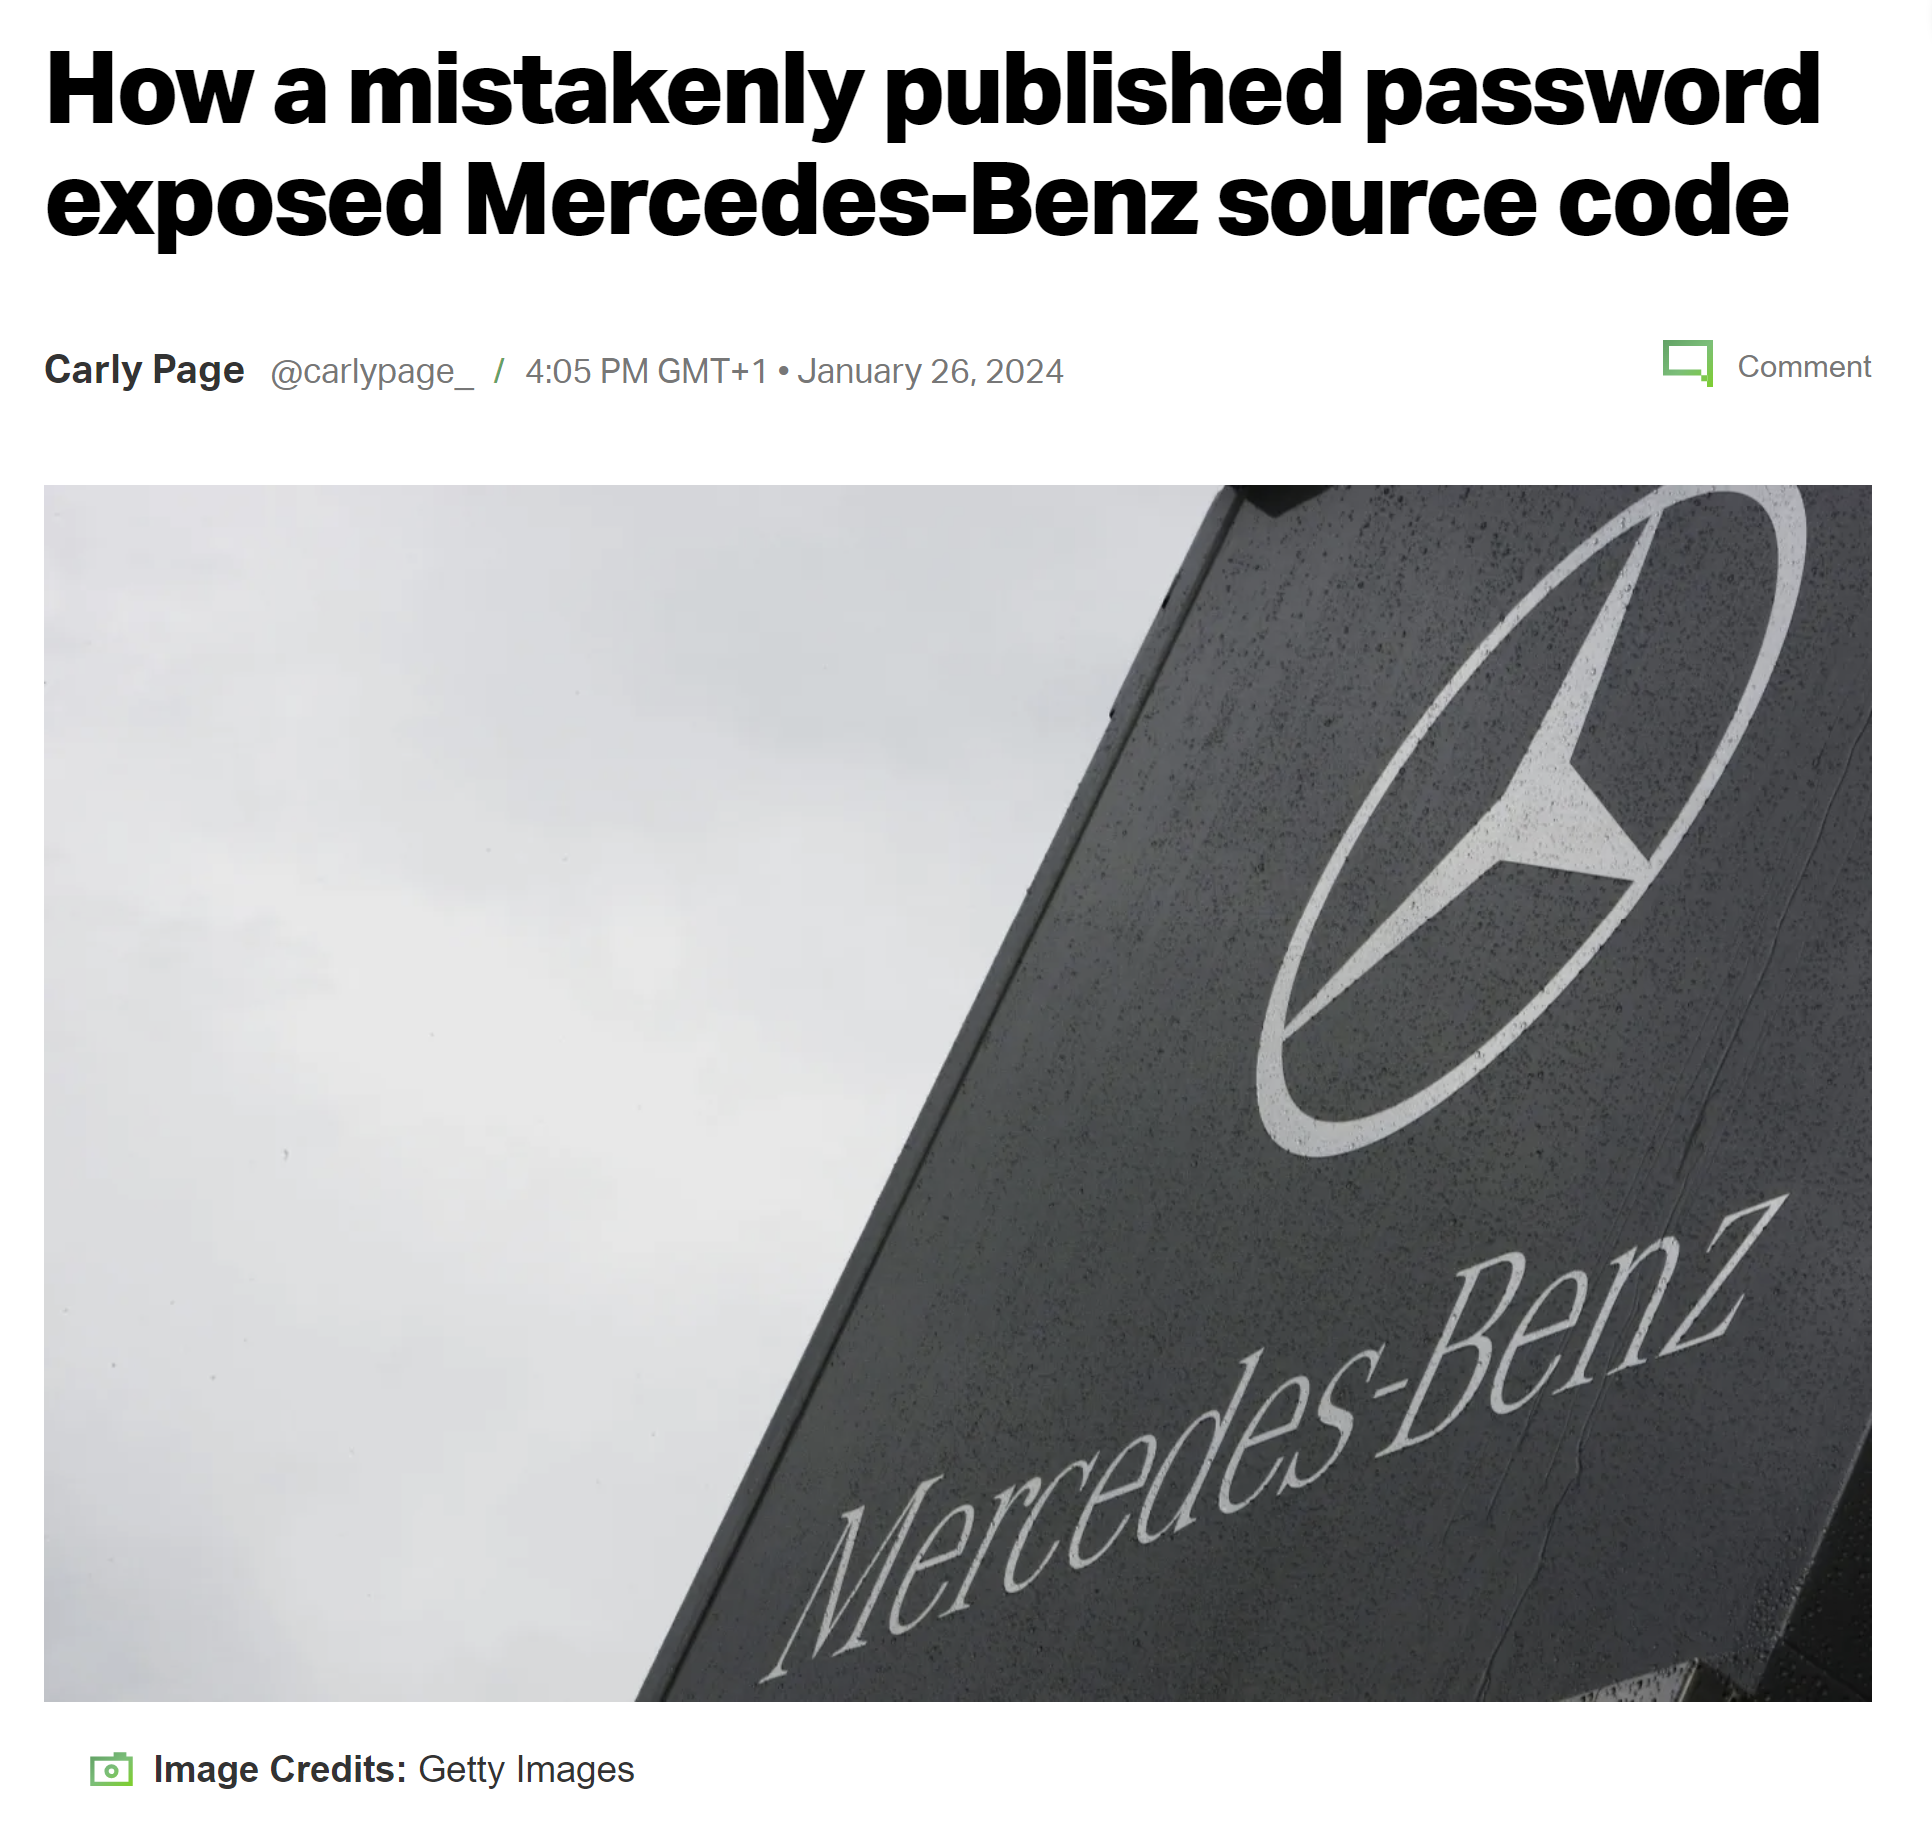 How a mistakenly published password
exposed Mercedes-Benz source code
Carly Page @carlypage_ / 4:05 PM GMT+1 • January 26, 2024
Comment
Mercedes-Benz
Image Credits: Getty Images